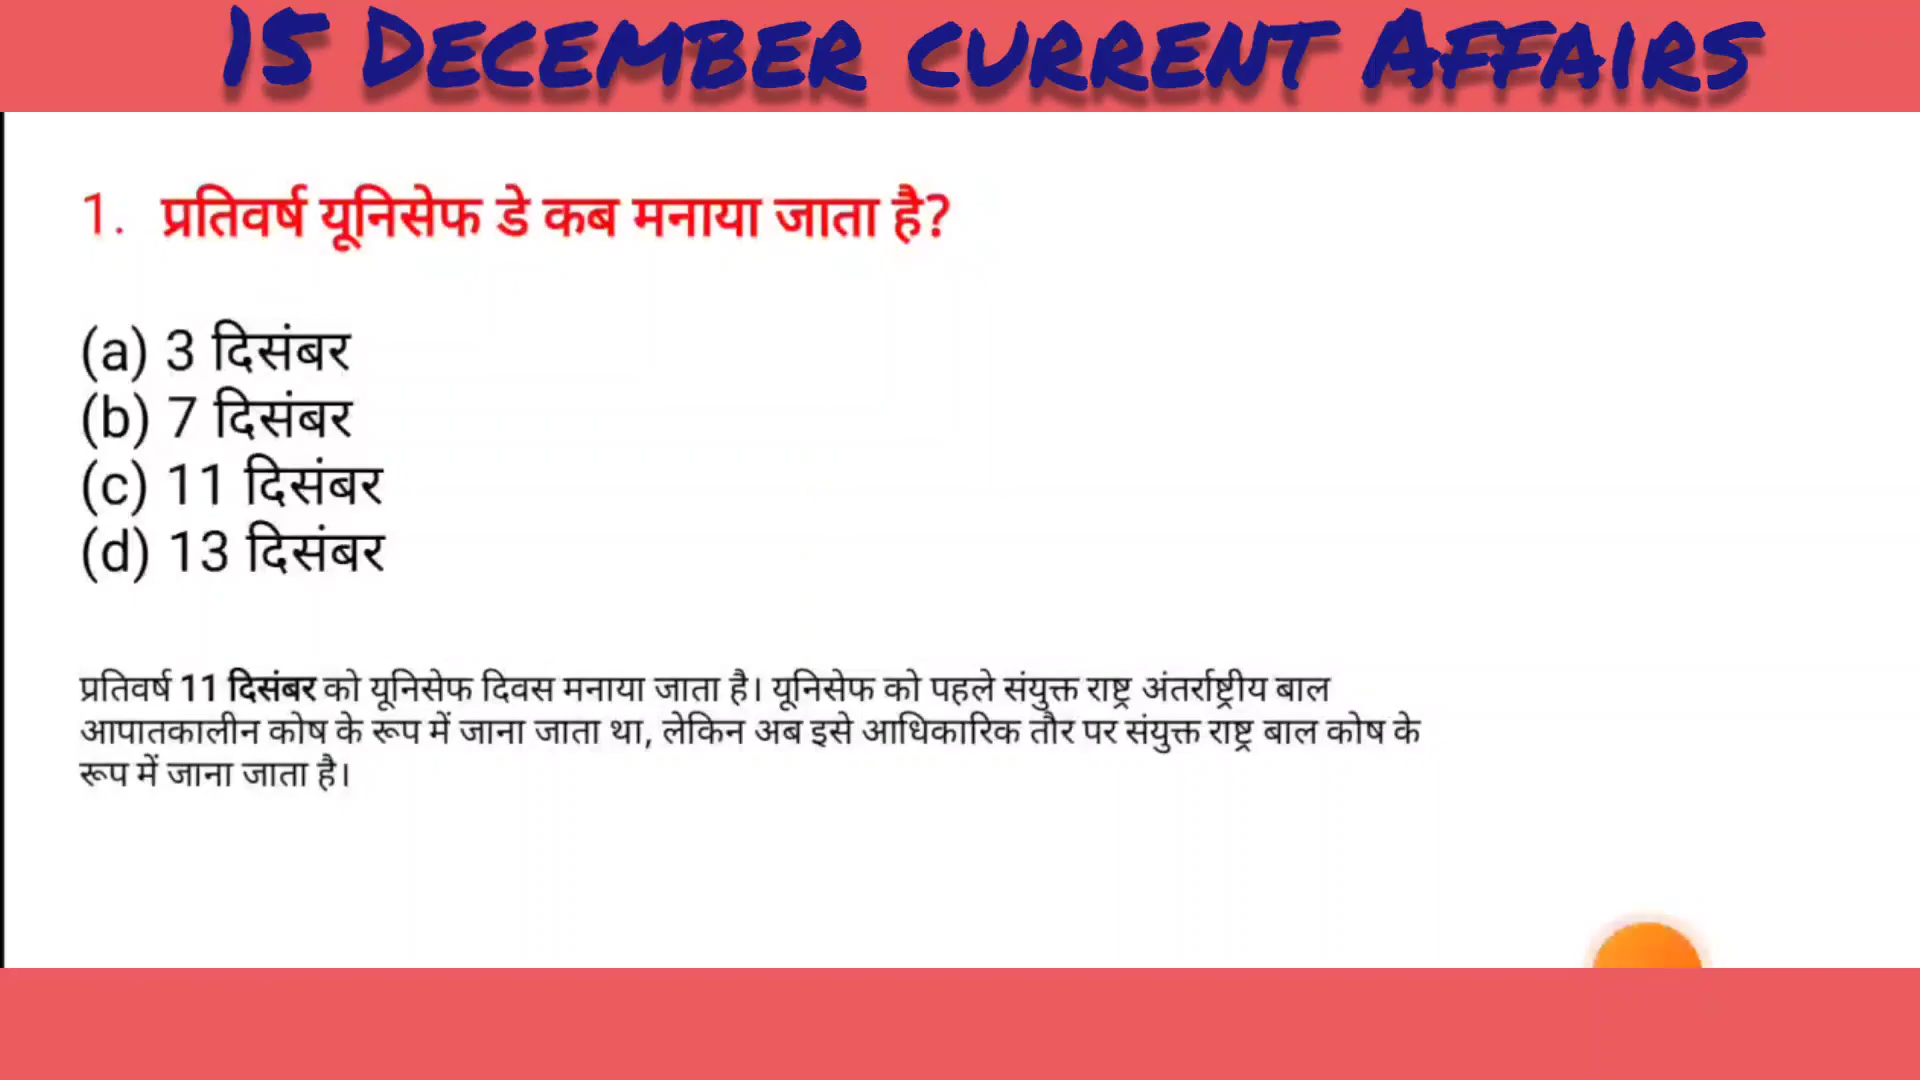 15 December current Affairs
1. प्रतिवर्ष यूनिसेफ डे कब मनाया जाता है?
(a) 3 दिसंबर
(b) 7 दिसंबर
(c) 11 दिसंबर
(d) 13 दिसंबर
प्रतिवर्ष 11 दिसंबर को यूनिसेफ दिवस मनाया जाता है। यूनिसेफ को पहले संयुक्त राष्ट्र अंतर्राष्ट्रीय बाल
आपातकालीन कोष के रूप में जाना जाता था, लेकिन अब इसे आधिकारिक तौर पर संयुक्त राष्ट्र बाल कोष के
रूप में जाना जाता है।